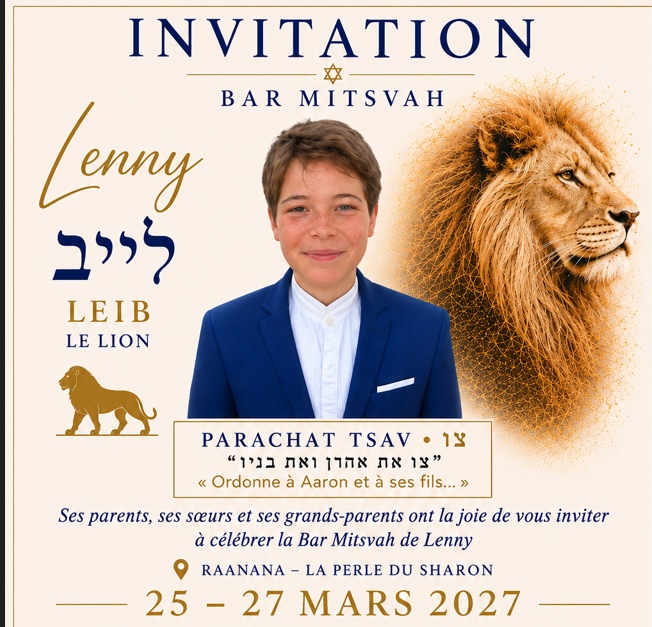 INVITATION
BAR MITSVAH
Lenny
לייב
LEIB
LE LION
PARACHAT TSAV • צו
“צו את אהרן ואת בניו”
« Ordonne à Aaron et à ses fils... »
Ses parents, ses sœurs et ses grands-parents ont la joie de vous inviter
à célébrer la Bar Mitsvah de Lenny
RAANANA – LA PERLE DU SHARON
25 – 27 MARS 2027